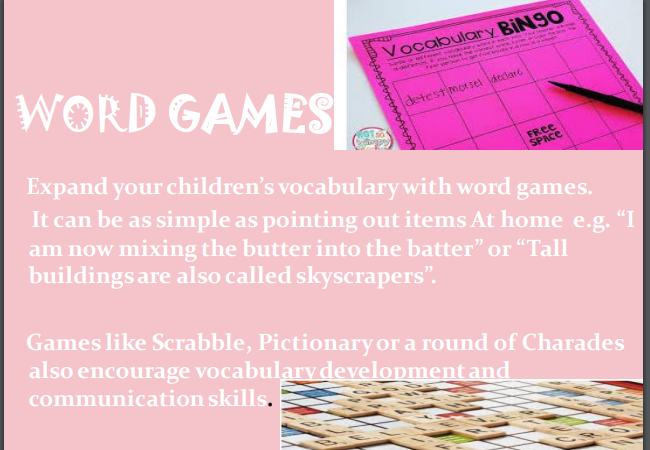 Vocabulary BiNGO
detest
morsel
declare
FREE
SPACE
WORD GAMES
Expand your children's vocabulary with word games.
It can be as simple as pointing out items At home e.g. “I
am now mixing the butter into the batter” or “Tall
buildings are also called skyscrapers”.
Games like Scrabble, Pictionary or a round of Charades
also encourage vocabulary development and
communication skills.